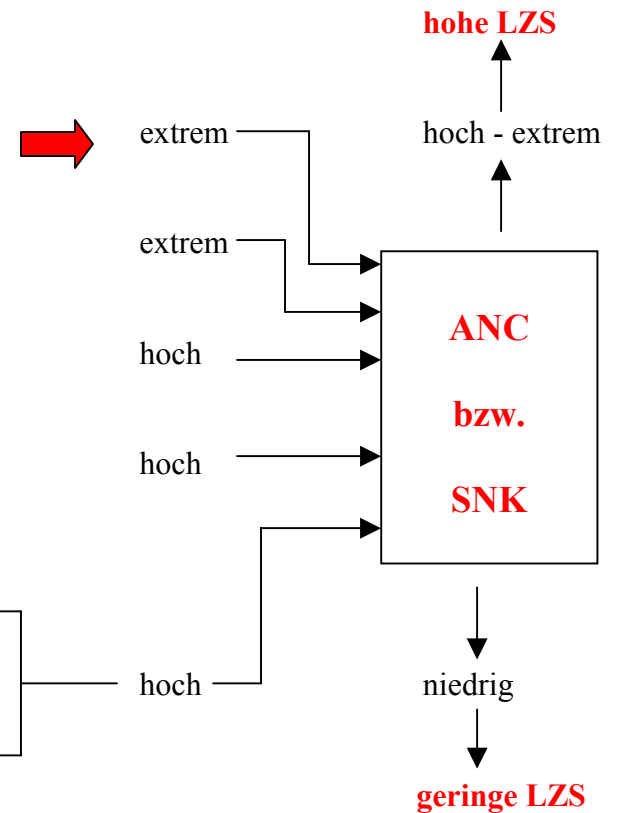 hohe LZS
extrem
hoch - extrem
extrem
ANC
hoch
bzw.
hoch
SNK
hoch
niedrig
geringe LZS